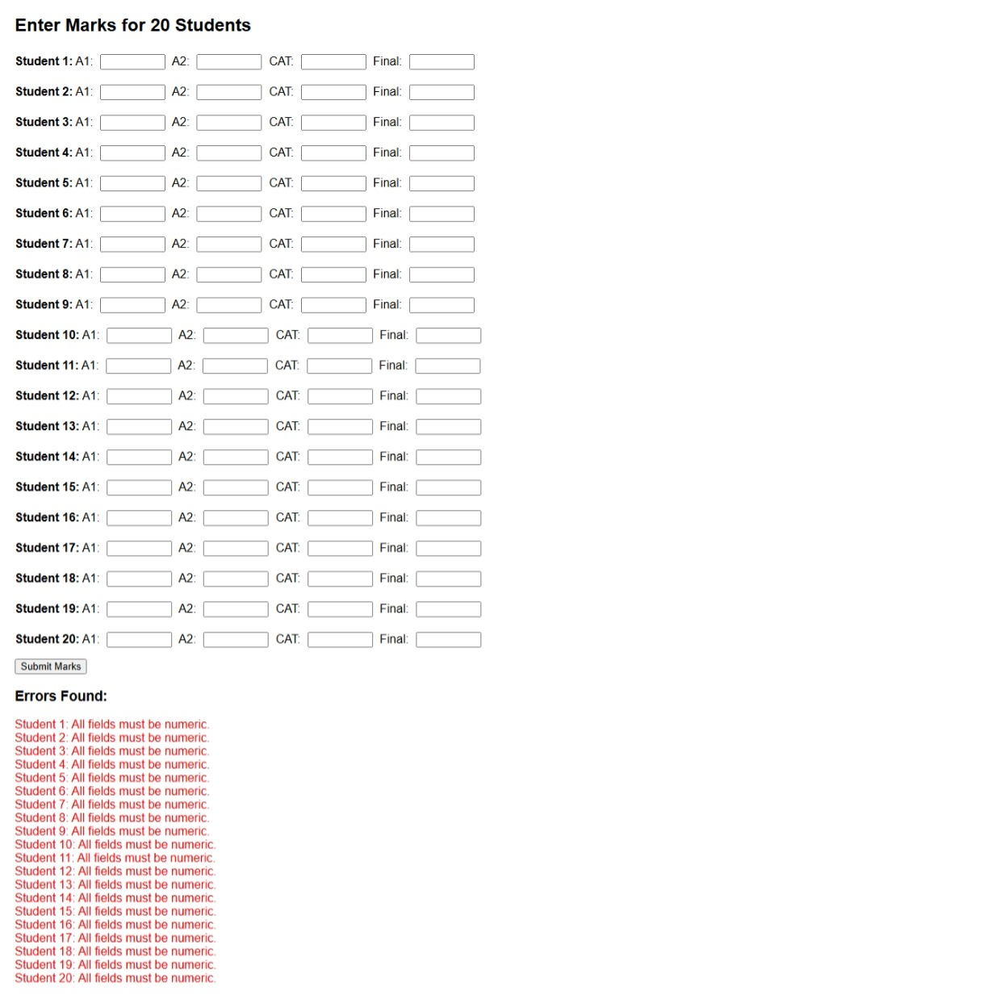 Enter Marks for 20 Students
Student 1: A1: A2: CAT: Final:
Student 2: A1: A2: CAT: Final:
Student 3: A1: A2: CAT: Final:
Student 4: A1: A2: CAT: Final:
Student 5: A1: A2: CAT: Final:
Student 6: A1: A2: CAT: Final:
Student 7: A1: A2: CAT: Final:
Student 8: A1: A2: CAT: Final:
Student 9: A1: A2: CAT: Final:
Student 10: A1: A2: CAT: Final:
Student 11: A1: A2: CAT: Final:
Student 12: A1: A2: CAT: Final:
Student 13: A1: A2: CAT: Final:
Student 14: A1: A2: CAT: Final:
Student 15: A1: A2: CAT: Final:
Student 16: A1: A2: CAT: Final:
Student 17: A1: A2: CAT: Final:
Student 18: A1: A2: CAT: Final:
Student 19: A1: A2: CAT: Final:
Student 20: A1: A2: CAT: Final:
Submit Marks
Errors Found:
Student 1: All fields must be numeric.
Student 2: All fields must be numeric.
Student 3: All fields must be numeric.
Student 4: All fields must be numeric.
Student 5: All fields must be numeric.
Student 6: All fields must be numeric.
Student 7: All fields must be numeric.
Student 8: All fields must be numeric.
Student 9: All fields must be numeric.
Student 10: All fields must be numeric.
Student 11: All fields must be numeric.
Student 12: All fields must be numeric.
Student 13: All fields must be numeric.
Student 14: All fields must be numeric.
Student 15: All fields must be numeric.
Student 16: All fields must be numeric.
Student 17: All fields must be numeric.
Student 18: All fields must be numeric.
Student 19: All fields must be numeric.
Student 20: All fields must be numeric.